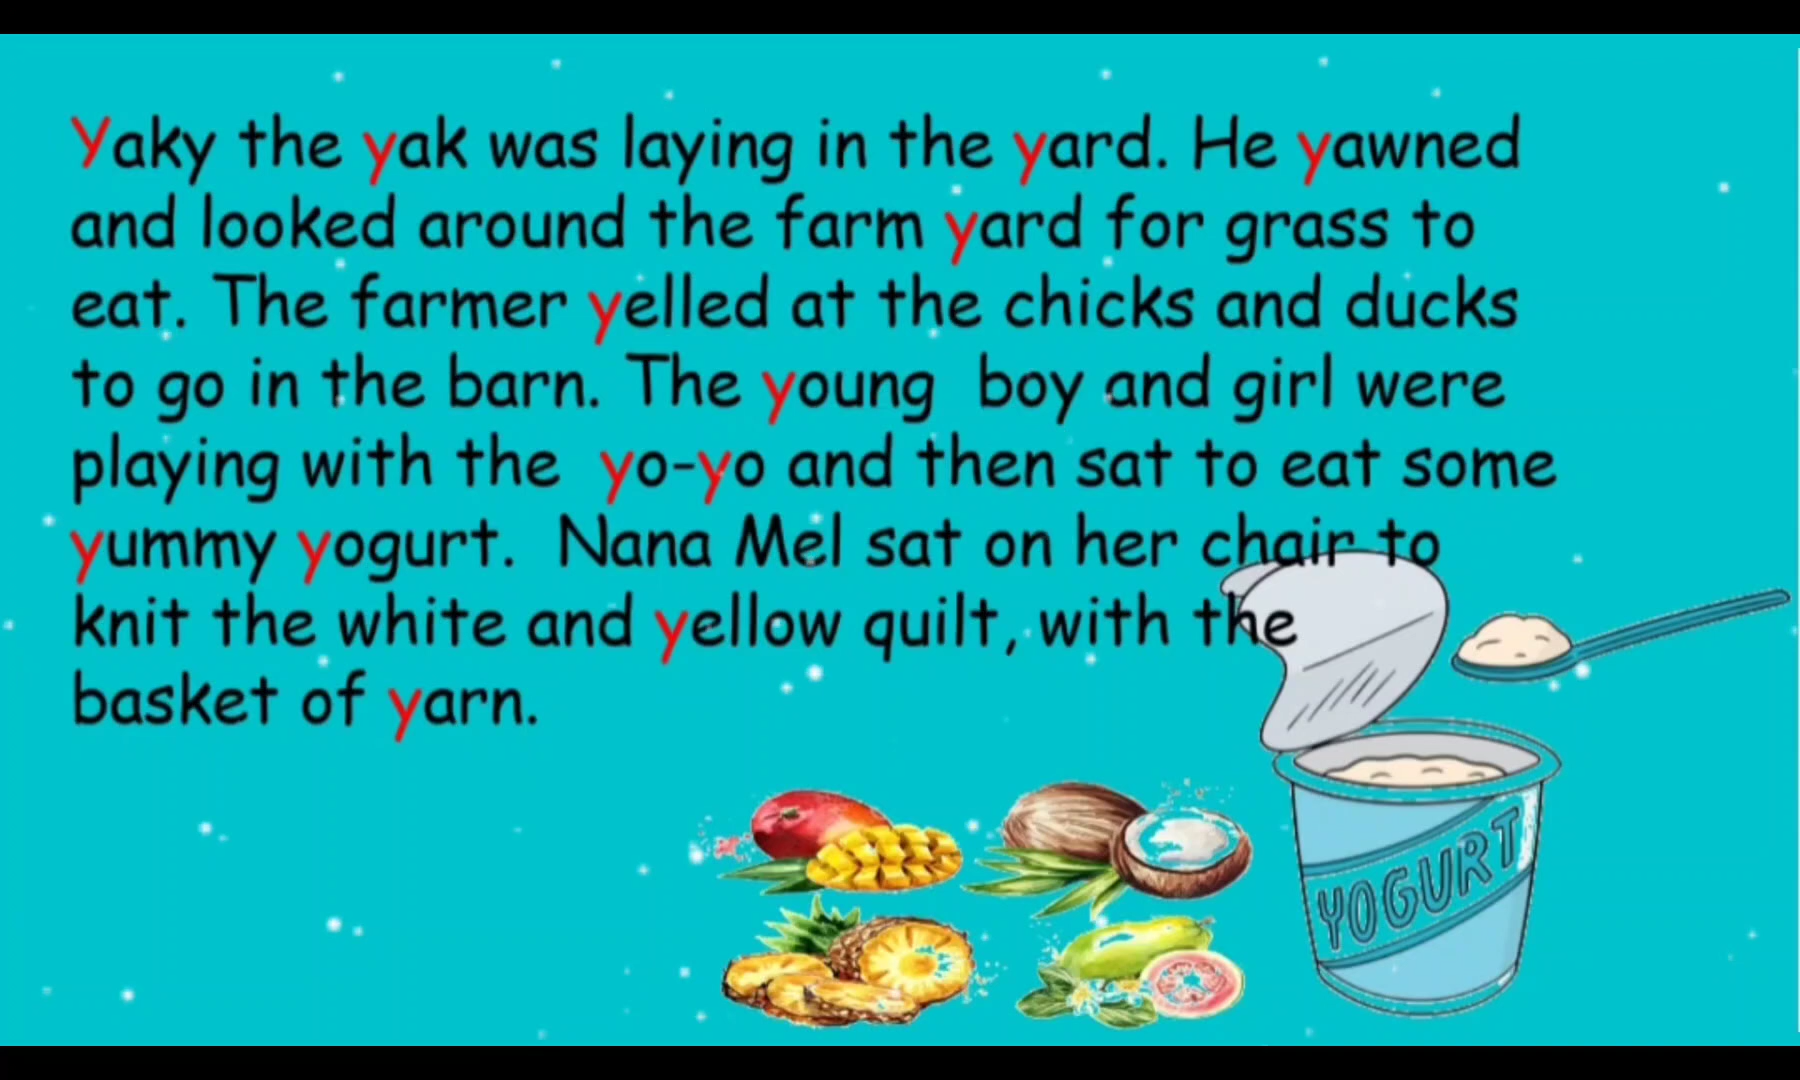 Yaky the yak was laying in the yard. He yawned
and looked around the farm yard for grass to
eat. The farmer yelled at the chicks and ducks
to go in the barn. The young boy and girl were
playing with the yo-yo and then sat to eat some
yummy yogurt. Nana Mel sat on her chair to
knit the white and yellow quilt, with the
basket of yarn.
YOGURT